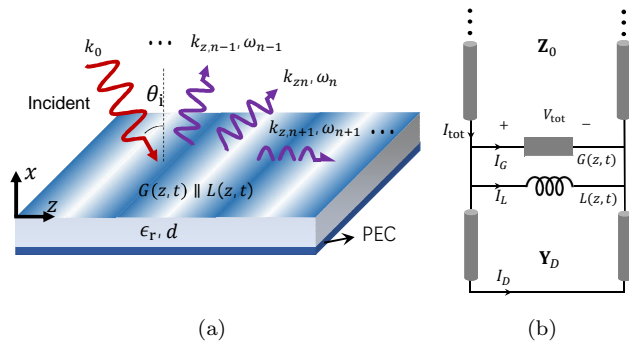 k_0
Incident
θ_i
⋯
k_{z,n−1}, ω_{n−1}
k_{zn}, ω_n
k_{z,n+1}, ω_{n+1} ⋯
x
z
G(z, t) ∥ L(z, t)
ϵ_r, d
PEC
(a)
Z_0
I_tot
+ V_tot −
I_G
G(z, t)
I_L
L(z, t)
Y_D
I_D
(b)